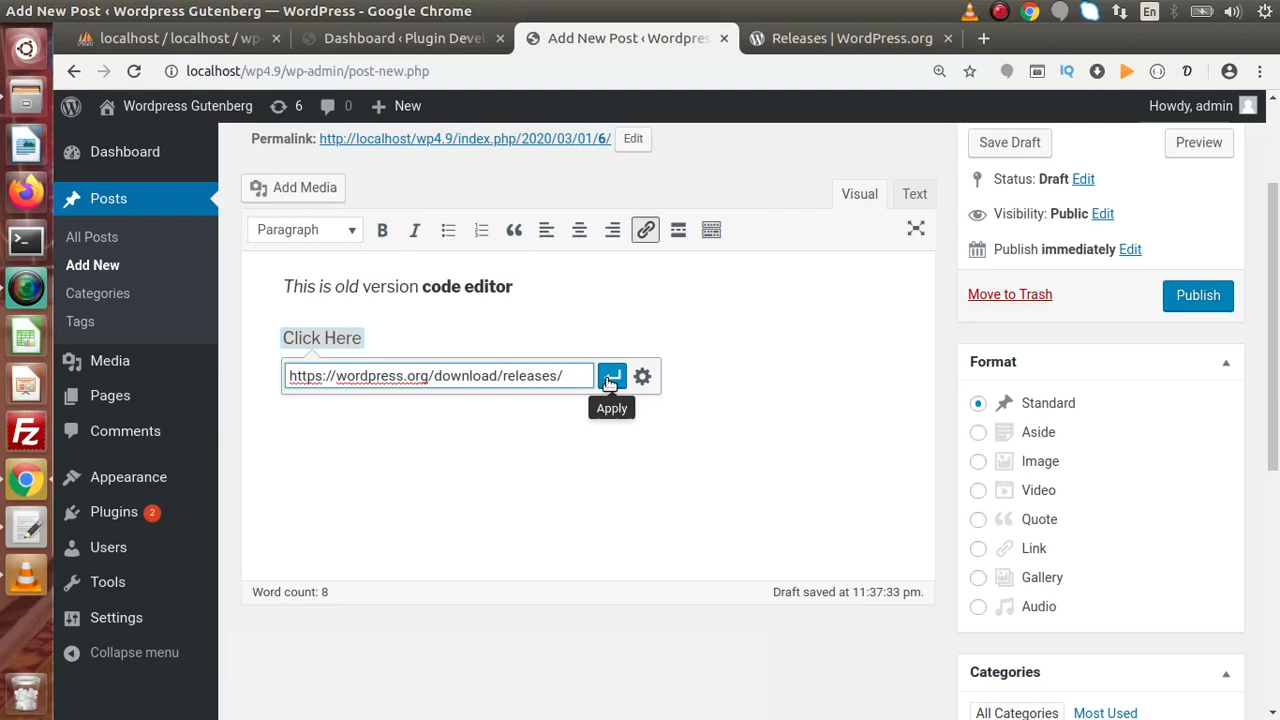 Add New Post ‹ Wordpress Gutenberg — WordPress - Google Chrome
En
localhost / localhost / wp
Dashboard ‹ Plugin Devel
Add New Post ‹ Wordpres
Releases | WordPress.org
localhost/wp4.9/wp-admin/post-new.php
IQ
Wordpress Gutenberg
6
0
New
Howdy, admin
Dashboard
Posts
All Posts
Add New
Categories
Tags
Media
Pages
Comments
Appearance
Plugins 2
Users
Tools
Settings
Collapse menu
Permalink: http://localhost/wp4.9/index.php/2020/03/01/6/ Edit
Add Media
Visual
Text
Paragraph
B
I
This is old version code editor
Click Here
https://wordpress.org/download/releases/
Apply
Word count: 8
Draft saved at 11:37:33 pm.
Save Draft
Preview
Status: Draft Edit
Visibility: Public Edit
Publish immediately Edit
Move to Trash
Publish
Format
Standard
Aside
Image
Video
Quote
Link
Gallery
Audio
Categories
All Categories
Most Used
Fz